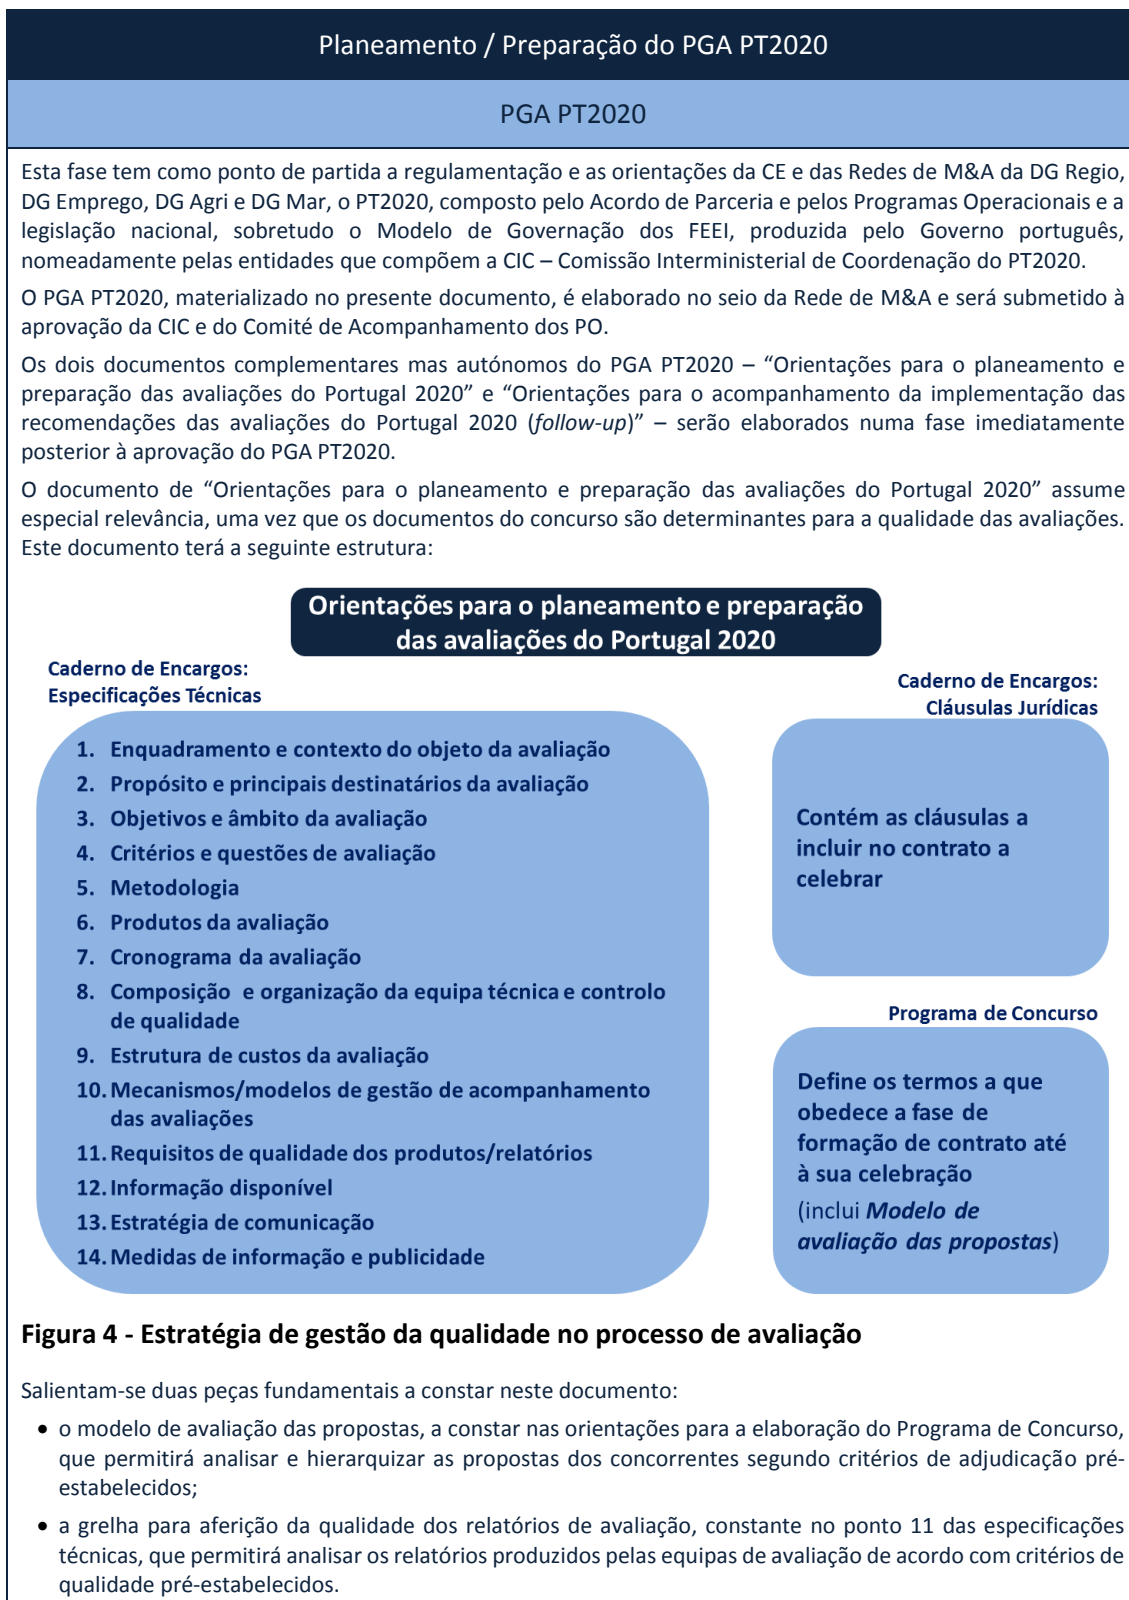 Planeamento / Preparação do PGA PT2020
PGA PT2020
Esta fase tem como ponto de partida a regulamentação e as orientações da CE e das Redes de M&A da DG Regio,
DG Emprego, DG Agri e DG Mar, o PT2020, composto pelo Acordo de Parceria e pelos Programas Operacionais e a
legislação nacional, sobretudo o Modelo de Governação dos FEEI, produzida pelo Governo português,
nomeadamente pelas entidades que compõem a CIC – Comissão Interministerial de Coordenação do PT2020.
O PGA PT2020, materializado no presente documento, é elaborado no seio da Rede de M&A e será submetido à
aprovação da CIC e do Comité de Acompanhamento dos PO.
Os dois documentos complementares mas autónomos do PGA PT2020 – “Orientações para o planeamento e
preparação das avaliações do Portugal 2020” e “Orientações para o acompanhamento da implementação das
recomendações das avaliações do Portugal 2020 (follow-up)” – serão elaborados numa fase imediatamente
posterior à aprovação do PGA PT2020.
O documento de “Orientações para o planeamento e preparação das avaliações do Portugal 2020” assume
especial relevância, uma vez que os documentos do concurso são determinantes para a qualidade das avaliações.
Este documento terá a seguinte estrutura:
Orientações para o planeamento e preparação
das avaliações do Portugal 2020
Caderno de Encargos:
Especificações Técnicas
1. Enquadramento e contexto do objeto da avaliação
2. Propósito e principais destinatários da avaliação
3. Objetivos e âmbito da avaliação
4. Critérios e questões de avaliação
5. Metodologia
6. Produtos da avaliação
7. Cronograma da avaliação
8. Composição e organização da equipa técnica e controlo
de qualidade
9. Estrutura de custos da avaliação
10. Mecanismos/modelos de gestão de acompanhamento
das avaliações
11. Requisitos de qualidade dos produtos/relatórios
12. Informação disponível
13. Estratégia de comunicação
14. Medidas de informação e publicidade
Caderno de Encargos:
Cláusulas Jurídicas
Contém as cláusulas a
incluir no contrato a
celebrar
Programa de Concurso
Define os termos a que
obedece a fase de
formação de contrato até
à sua celebração
(inclui Modelo de
avaliação das propostas)
Figura 4 - Estratégia de gestão da qualidade no processo de avaliação
Salientam-se duas peças fundamentais a constar neste documento:
• o modelo de avaliação das propostas, a constar nas orientações para a elaboração do Programa de Concurso,
que permitirá analisar e hierarquizar as propostas dos concorrentes segundo critérios de adjudicação pré-
estabelecidos;
• a grelha para aferição da qualidade dos relatórios de avaliação, constante no ponto 11 das especificações
técnicas, que permitirá analisar os relatórios produzidos pelas equipas de avaliação de acordo com critérios de
qualidade pré-estabelecidos.